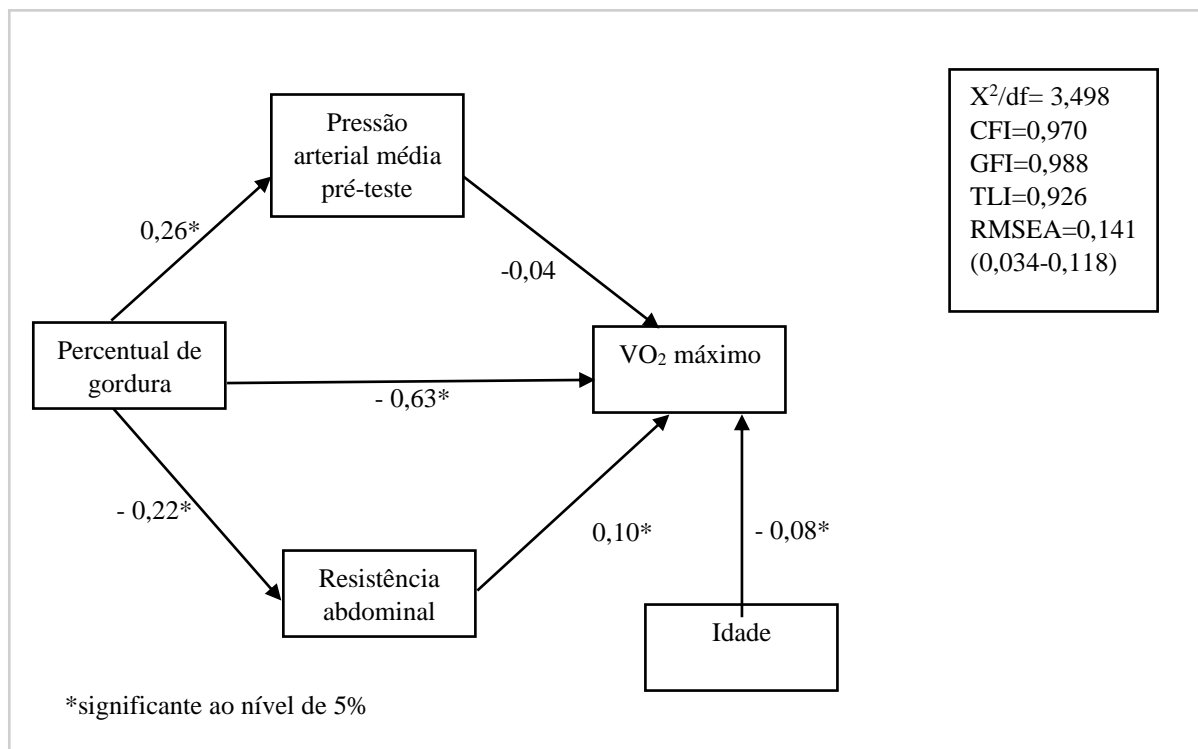 Pressão
arterial média
pré-teste
X²/df= 3,498
CFI=0,970
GFI=0,988
TLI=0,926
RMSEA=0,141
(0,034-0,118)
0,26*
-0,04
Percentual de
gordura
VO₂ máximo
- 0,63*
- 0,22*
0,10*
- 0,08*
Resistência
abdominal
Idade
*significante ao nível de 5%